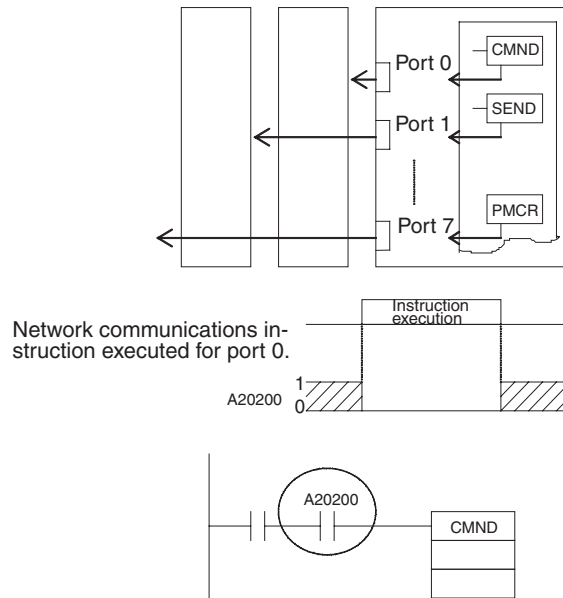 CMND
Port 0
SEND
Port 1
PMCR
Port 7
Instruction
execution
Network communications in-
struction executed for port 0.
1
A20200
0
A20200
CMND